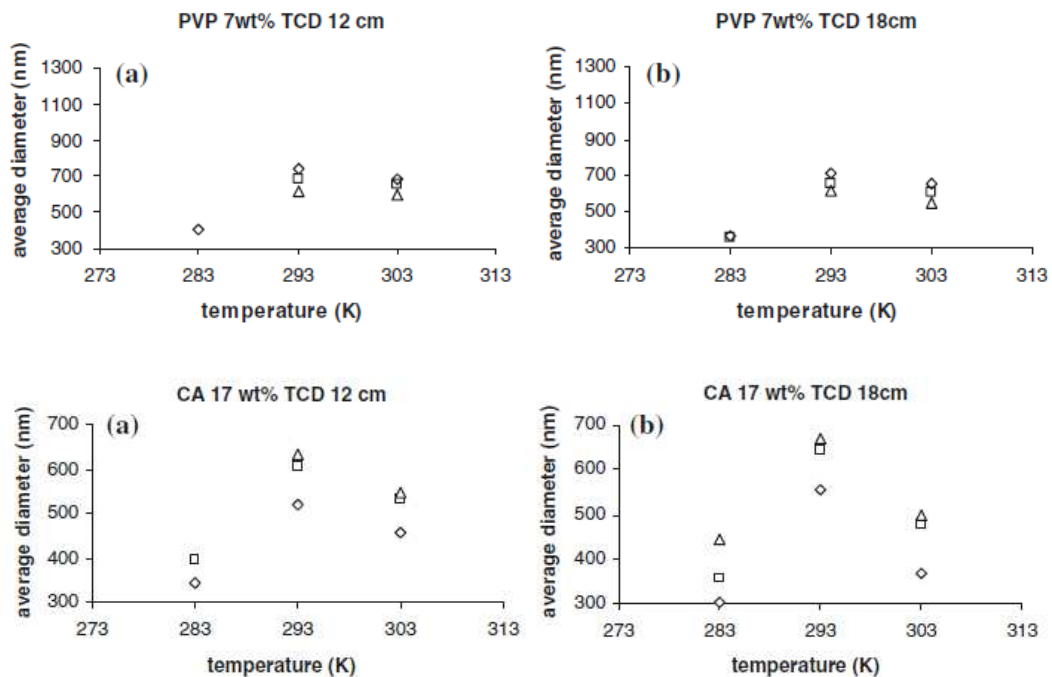 PVP 7wt% TCD 12 cm
(a)
average diameter (nm)
1300
1100
900
700
500
300
273 283 293 303 313
temperature (K)
PVP 7wt% TCD 18cm
(b)
average diameter (nm)
1300
1100
900
700
500
300
273 283 293 303 313
temperature (K)
CA 17 wt% TCD 12 cm
(a)
average diameter (nm)
700
600
500
400
300
273 283 293 303 313
temperature (K)
CA 17 wt% TCD 18cm
(b)
average diameter (nm)
700
600
500
400
300
273 283 293 303 313
temperature (K)